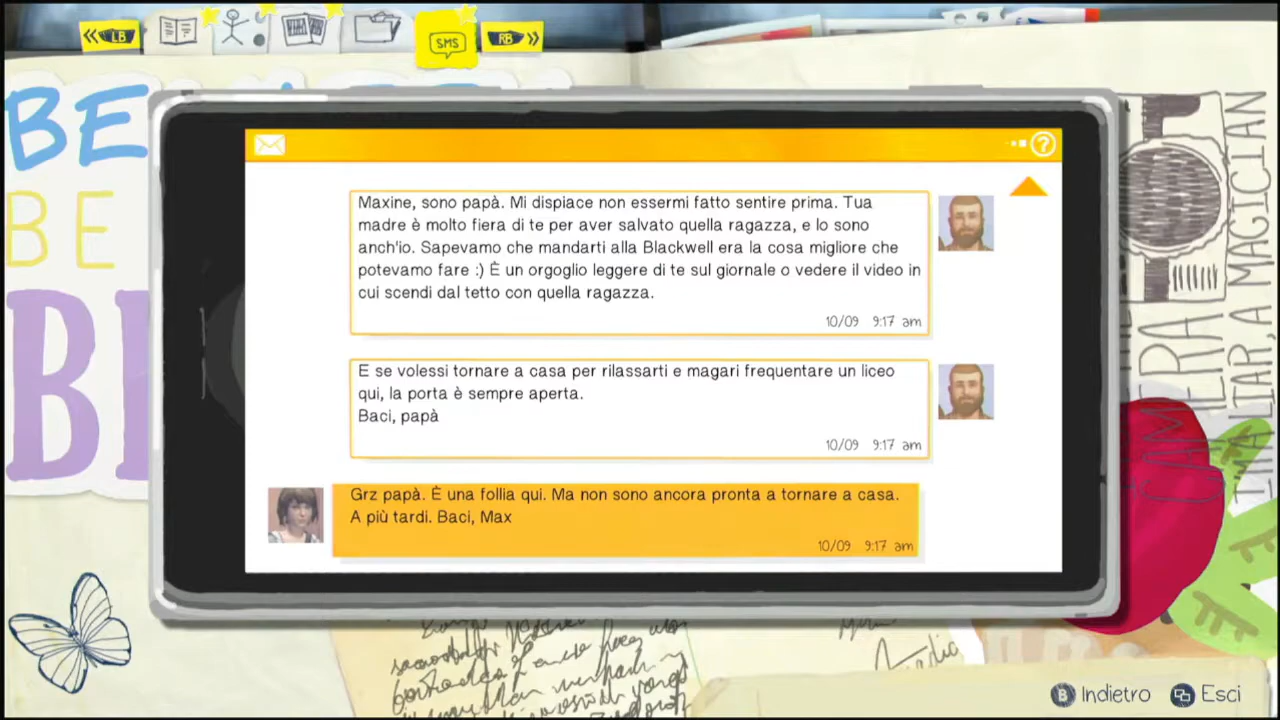 LB
SMS
RB
BE
BE
BE
Maxine, sono papà. Mi dispiace non essermi fatto sentire prima. Tua
madre è molto fiera di te per aver salvato quella ragazza, e lo sono
anch'io. Sapevamo che mandarti alla Blackwell era la cosa migliore che
potevamo fare :) È un orgoglio leggere di te sul giornale o vedere il video in
cui scendi dal tetto con quella ragazza.
10/09 9:17 am
E se volessi tornare a casa per rilassarti e magari frequentare un liceo
qui, la porta è sempre aperta.
Baci, papà
10/09 9:17 am
Grz papà. È una follia qui. Ma non sono ancora pronta a tornare a casa.
A più tardi. Baci, Max
10/09 9:17 am
CAMERA
LIAR, A MAGICIAN
B Indietro
Esci